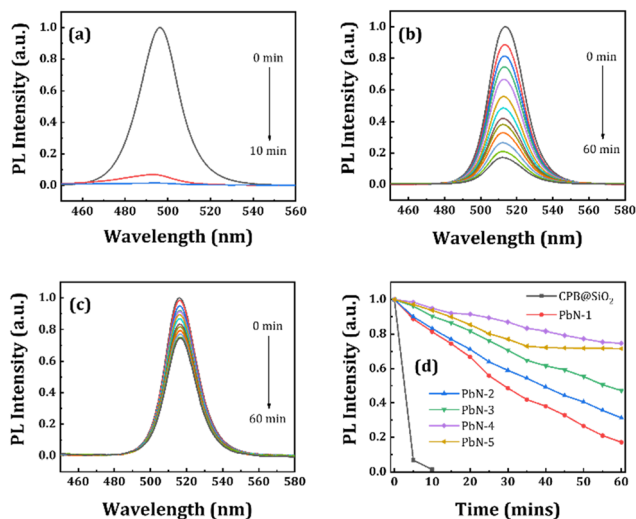 (a)
0 min
10 min
PL Intensity (a.u.)
1.0
0.8
0.6
0.4
0.2
0.0
460 480 500 520 540 560
Wavelength (nm)
(b)
0 min
60 min
PL Intensity (a.u.)
1.0
0.8
0.6
0.4
0.2
0.0
460 480 500 520 540 560 580
Wavelength (nm)
(c)
0 min
60 min
PL Intensity (a.u.)
1.0
0.8
0.6
0.4
0.2
0.0
460 480 500 520 540 560 580
Wavelength (nm)
CPB@SiO₂
PbN-1
(d)
PbN-2
PbN-3
PbN-4
PbN-5
PL Intensity (a.u.)
1.0
0.8
0.6
0.4
0.2
0.0
0 10 20 30 40 50 60
Time (mins)